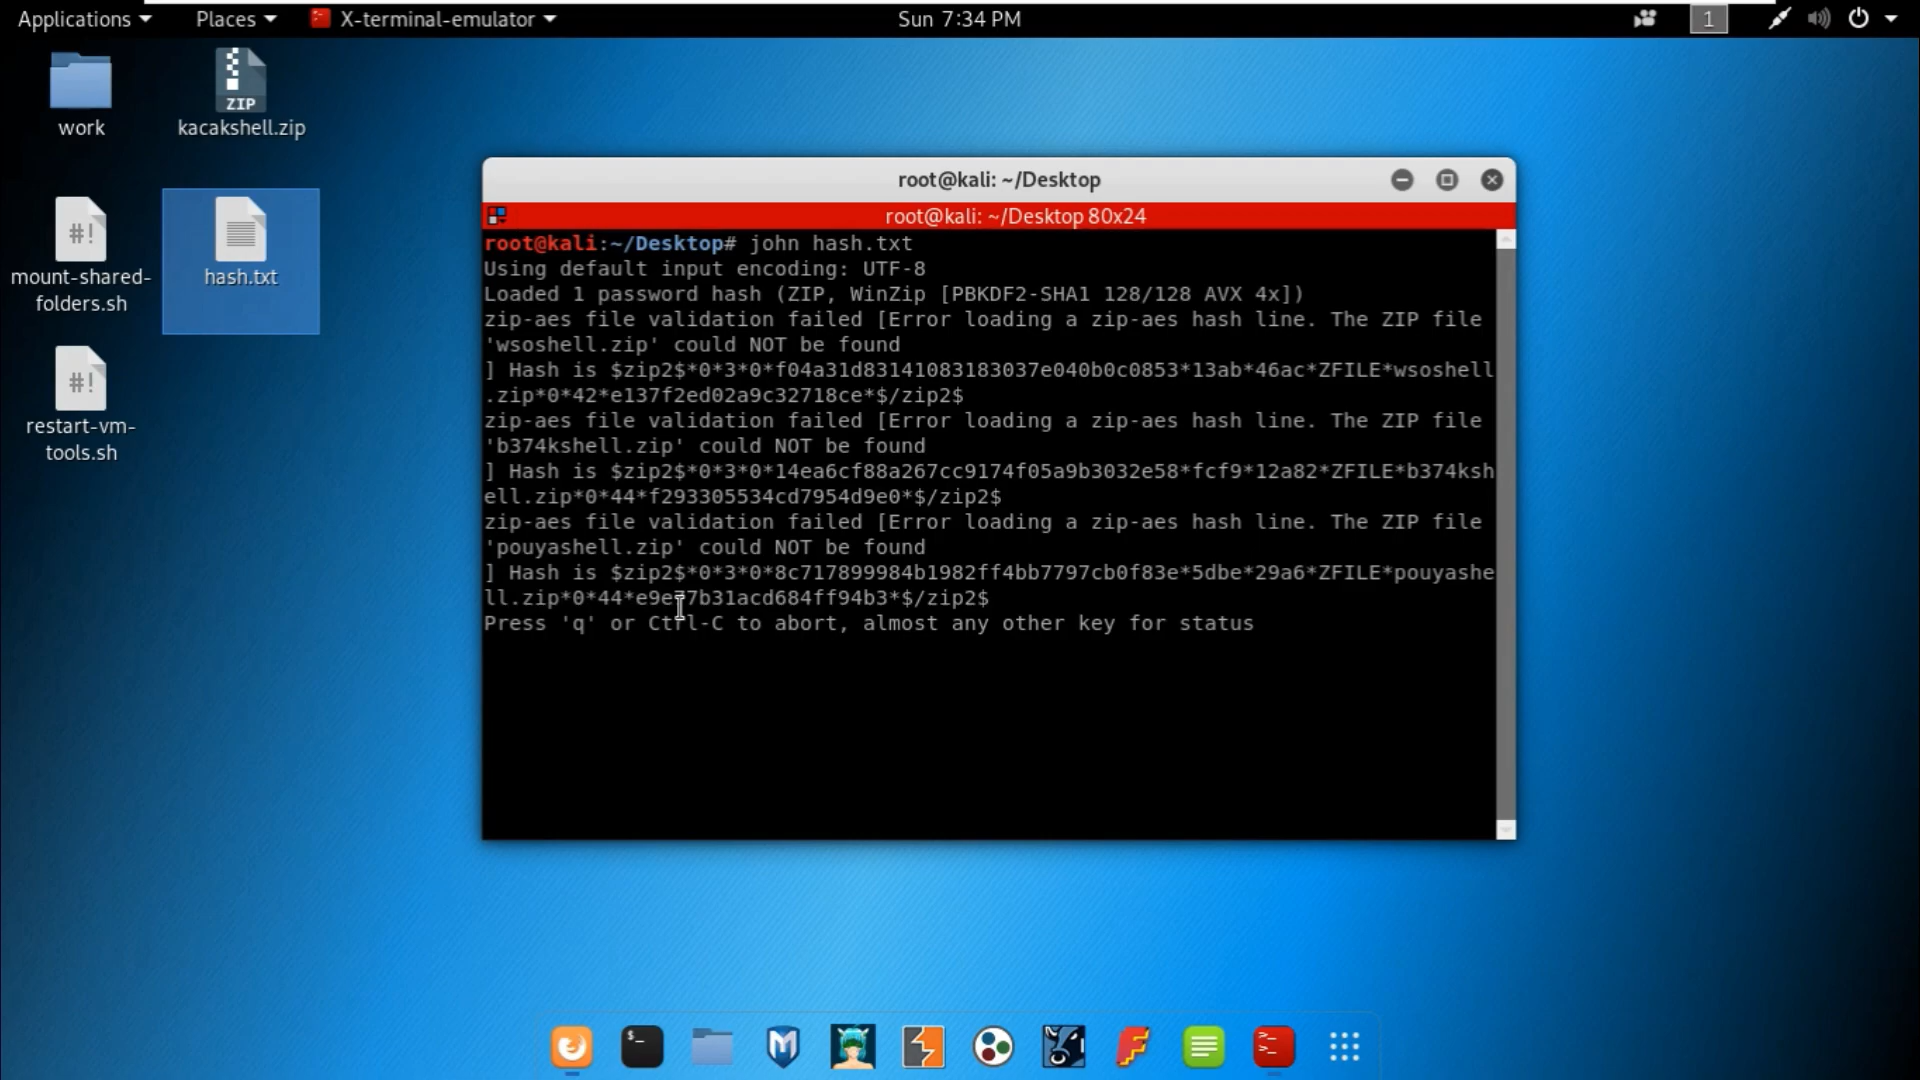 Applications Places X-terminal-emulator Sun 7:34 PM 1
work
ZIP
kacakshell.zip
#!
mount-shared-
folders.sh
hash.txt
#!
restart-vm-
tools.sh
root@kali: ~/Desktop
root@kali: ~/Desktop 80x24
root@kali:~/Desktop# john hash.txt
Using default input encoding: UTF-8
Loaded 1 password hash (ZIP, WinZip [PBKDF2-SHA1 128/128 AVX 4x])
zip-aes file validation failed [Error loading a zip-aes hash line. The ZIP file
'wsoshell.zip' could NOT be found
] Hash is $zip2$*0*3*0*f04a31d83141083183037e040b0c0853*13ab*46ac*ZFILE*wsoshell
.zip*0*42*e137f2ed02a9c32718ce*$/zip2$
zip-aes file validation failed [Error loading a zip-aes hash line. The ZIP file
'b374kshell.zip' could NOT be found
] Hash is $zip2$*0*3*0*14ea6cf88a267cc9174f05a9b3032e58*fcf9*12a82*ZFILE*b374ksh
ell.zip*0*44*f293305534cd7954d9e0*$/zip2$
zip-aes file validation failed [Error loading a zip-aes hash line. The ZIP file
'pouyashell.zip' could NOT be found
] Hash is $zip2$*0*3*0*8c717899984b1982ff4bb7797cb0f83e*5dbe*29a6*ZFILE*pouyashe
ll.zip*0*44*e9e77b31acd684ff94b3*$/zip2$
Press 'q' or Ctrl-C to abort, almost any other key for status